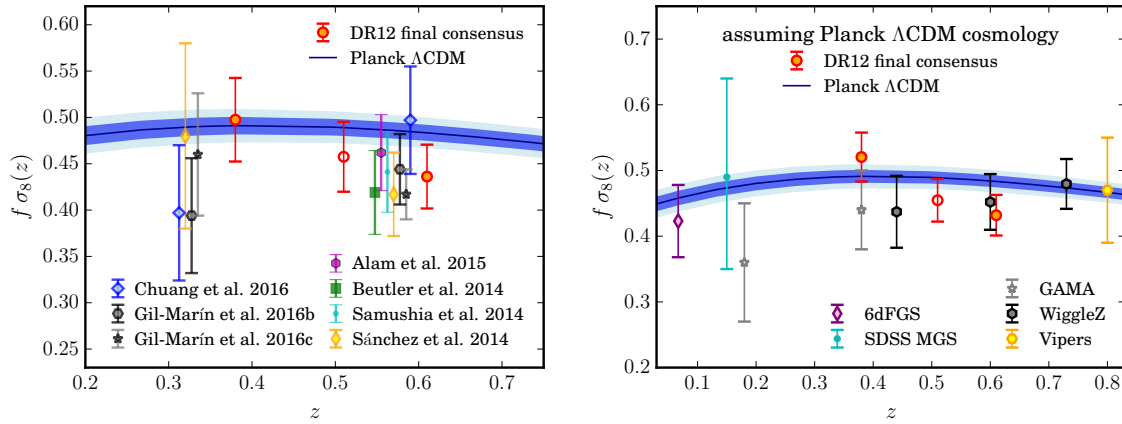 0.60
0.55
0.50
0.45
0.40
0.35
0.30
0.25
f σ₈(z)
DR12 final consensus
Planck ΛCDM
Alam et al. 2015
Chuang et al. 2016
Beutler et al. 2014
Gil-Marín et al. 2016b
Samushia et al. 2014
Gil-Marín et al. 2016c
Sánchez et al. 2014
0.2 0.3 0.4 0.5 0.6 0.7
z
0.7
0.6
0.5
0.4
0.3
0.2
f σ₈(z)
assuming Planck ΛCDM cosmology
DR12 final consensus
Planck ΛCDM
GAMA
6dFGS
WiggleZ
SDSS MGS
Vipers
0.1 0.2 0.3 0.4 0.5 0.6 0.7 0.8
z